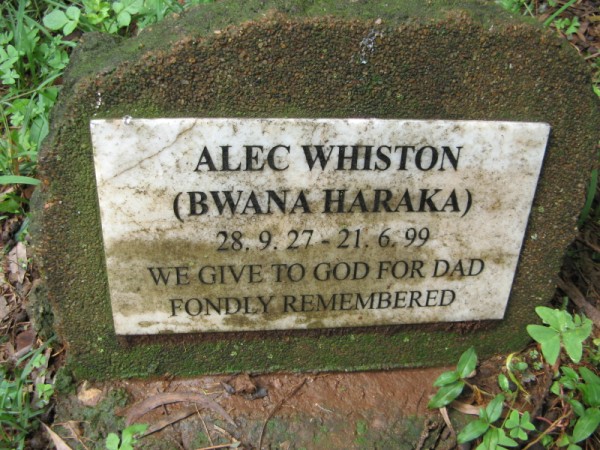 ALEC WHISTON
(BWANA HARAKA)
28.9.27 - 21.6.99
WE GIVE TO GOD FOR DAD
FONDLY REMEMBERED